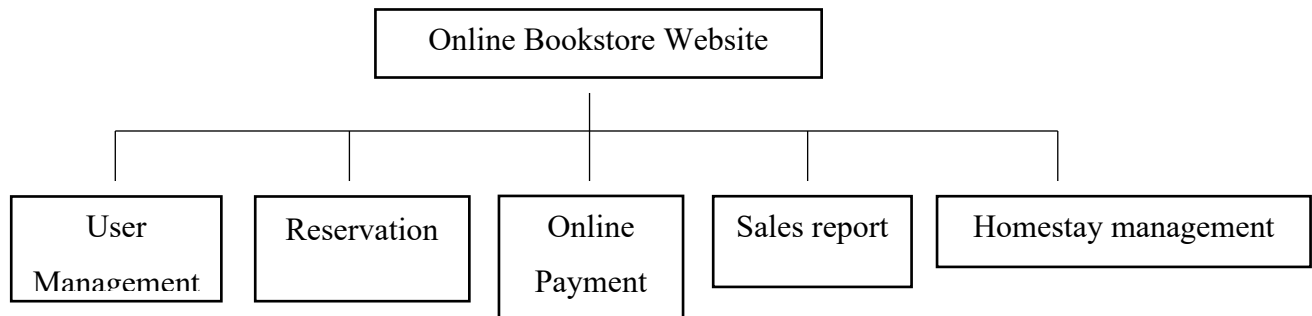 Online Bookstore Website
User
Management
Reservation
Online
Payment
Sales report
Homestay management